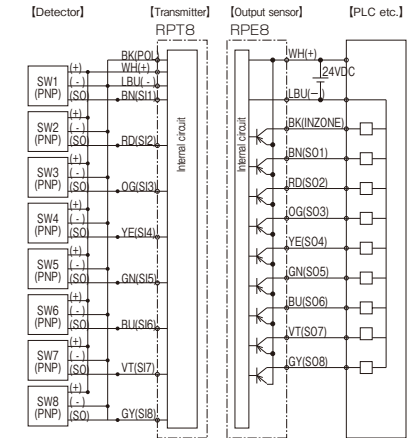 【Detector】 【Transmitter】 【Output sensor】 【PLC etc.】
RPT8 RPE8
BK(POL)
WH(+)
LBU(-)
BN(SI1)
SW1 (+)
(PNP) (-)
(SO)
SW2 (+)
(PNP) (-)
(SO) RD(SI2)
SW3 (+)
(PNP) (-)
(SO) OG(SI3)
SW4 (+)
(PNP) (-)
(SO) YE(SI4)
SW5 (+)
(PNP) (-)
(SO) GN(SI5)
SW6 (+)
(PNP) (-)
(SO) BU(SI6)
SW7 (+)
(PNP) (-)
(SO) VT(SI7)
SW8 (+)
(PNP) (-)
(SO) GY(SI8)
Internal circuit
Internal circuit
WH(+)
24VDC
LBU(-)
BK(INZONE)
BN(SO1)
RD(SO2)
OG(SO3)
YE(SO4)
GN(SO5)
BU(SO6)
VT(SO7)
GY(SO8)